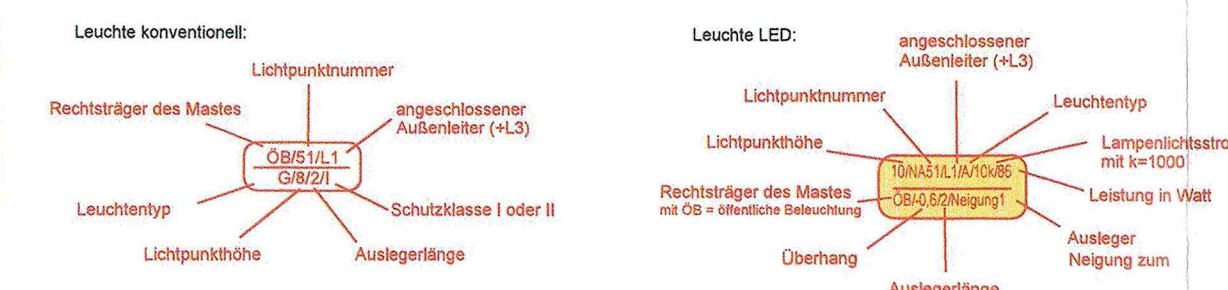 Leuchte konventionell:
Lichtpunktnummer
Rechtsträger des Mastes
angeschlossener
Außenleiter (+L3)
ÖB/51/L1
G/8/2/I
Leuchtentyp
Schutzklasse I oder II
Lichtpunkthöhe
Auslegerlänge
Leuchte LED:
angeschlossener
Außenleiter (+L3)
Lichtpunktnummer
Leuchtentyp
Lichtpunkthöhe
Lampenlichtsstro
mit k=1000
10/NA51/L1/A/10k/86
Leistung in Watt
Rechtsträger des Mastes
mit ÖB = öffentliche Beleuchtung
ÖB/-0,6/2/Neigung1
Überhang
Ausleger
Neigung zum
Auslegerlänge